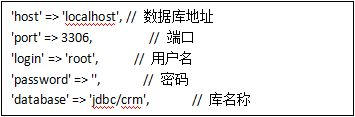 'host' => 'localhost', // 数据库地址
'port' => 3306, // 端口
'login' => 'root', // 用户名
'password' => '', // 密码
'database' => 'jdbc/crm', // 库名称